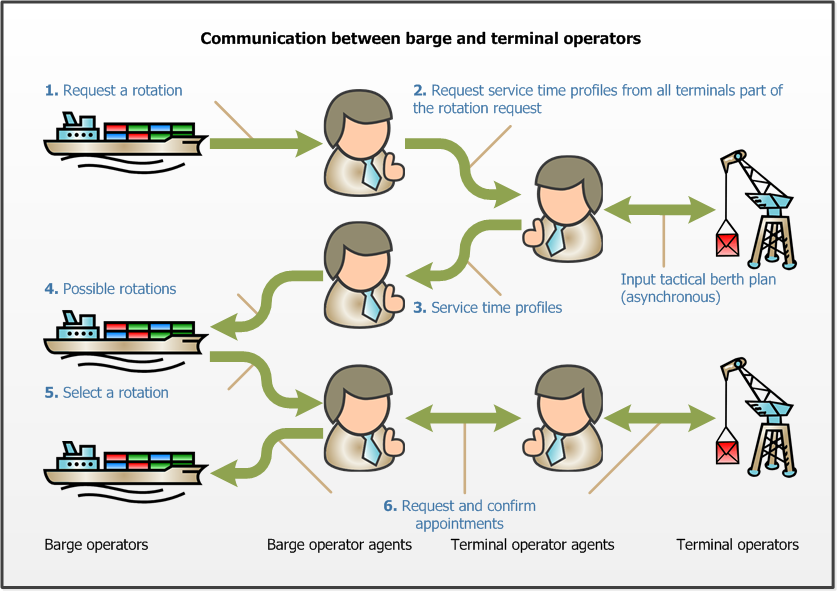 Communication between barge and terminal operators
1. Request a rotation
2. Request service time profiles from all terminals part of
the rotation request
Input tactical berth plan
(asynchronous)
4. Possible rotations
3. Service time profiles
5. Select a rotation
6. Request and confirm
appointments
Barge operators
Barge operator agents
Terminal operator agents
Terminal operators